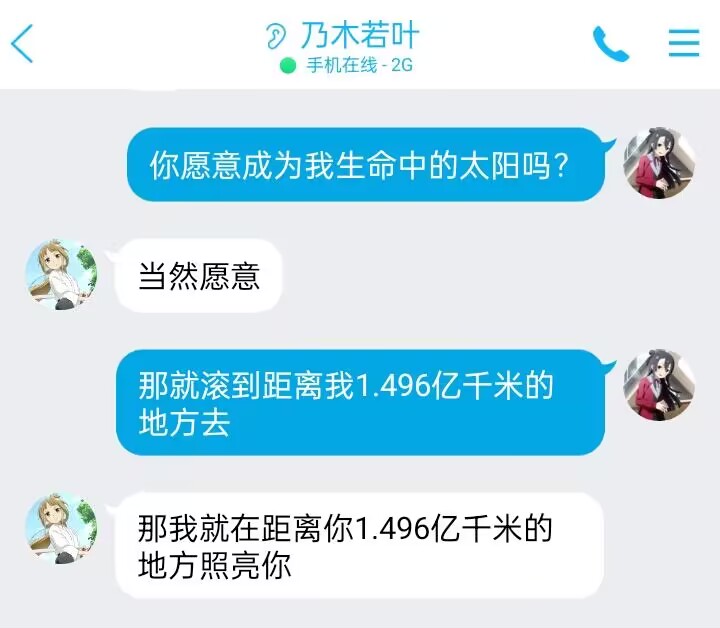 乃木若叶
手机在线 - 2G
你愿意成为我生命中的太阳吗？
当然愿意
那就滚到距离我1.496亿千米的
地方去
那我就在距离你1.496亿千米的
地方照亮你